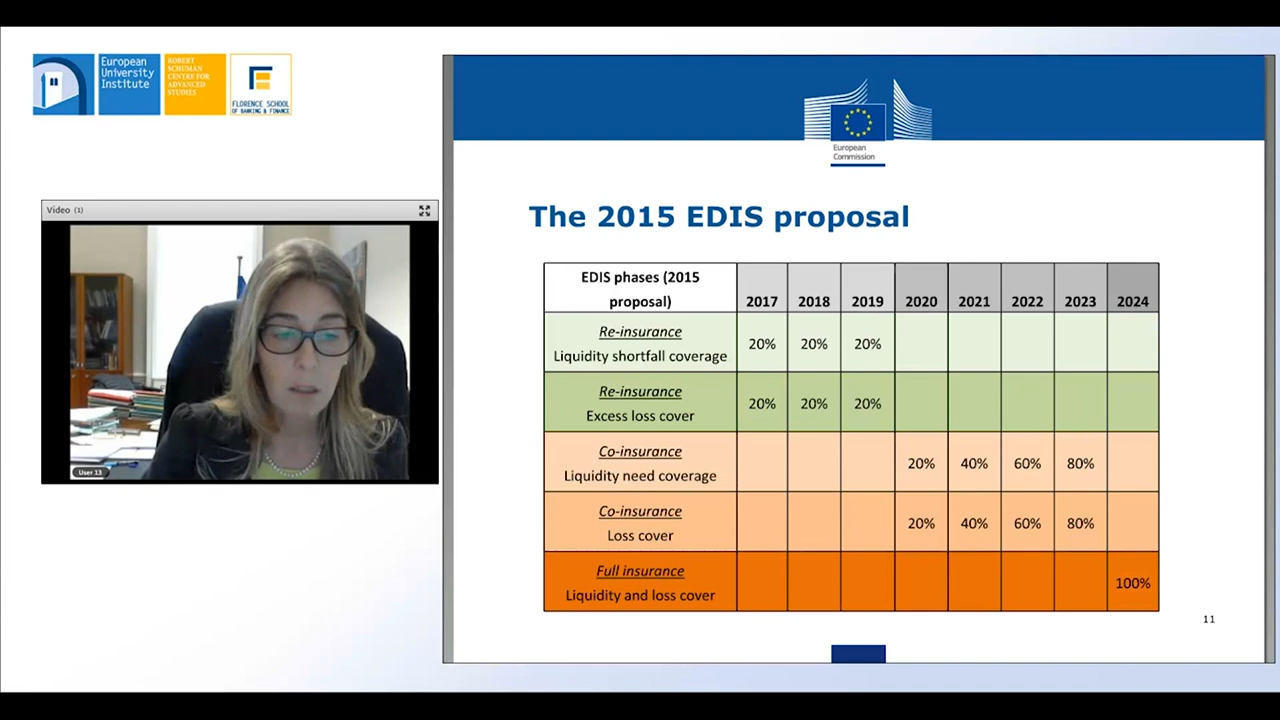 European
University
Institute
ROBERT
SCHUMAN
CENTRE FOR
ADVANCED
STUDIES
FLORENCE SCHOOL
OF BANKING & FINANCE
Video (1)
User 13
European
Commission
The 2015 EDIS proposal
EDIS phases (2015
proposal) 2017 2018 2019 2020 2021 2022 2023 2024
Re-insurance
Liquidity shortfall coverage 20% 20% 20%
Re-insurance
Excess loss cover 20% 20% 20%
Co-insurance
Liquidity need coverage 20% 40% 60% 80%
Co-insurance
Loss cover 20% 40% 60% 80%
Full insurance
Liquidity and loss cover 100%
11